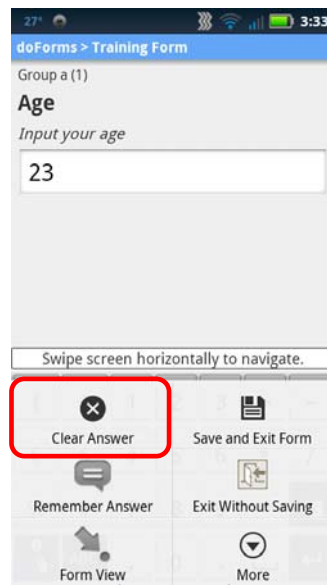 27° 3:33
doForms > Training Form
Group a (1)
Age
Input your age
23
Swipe screen horizontally to navigate.
Clear Answer Save and Exit Form
Remember Answer Exit Without Saving
Form View More